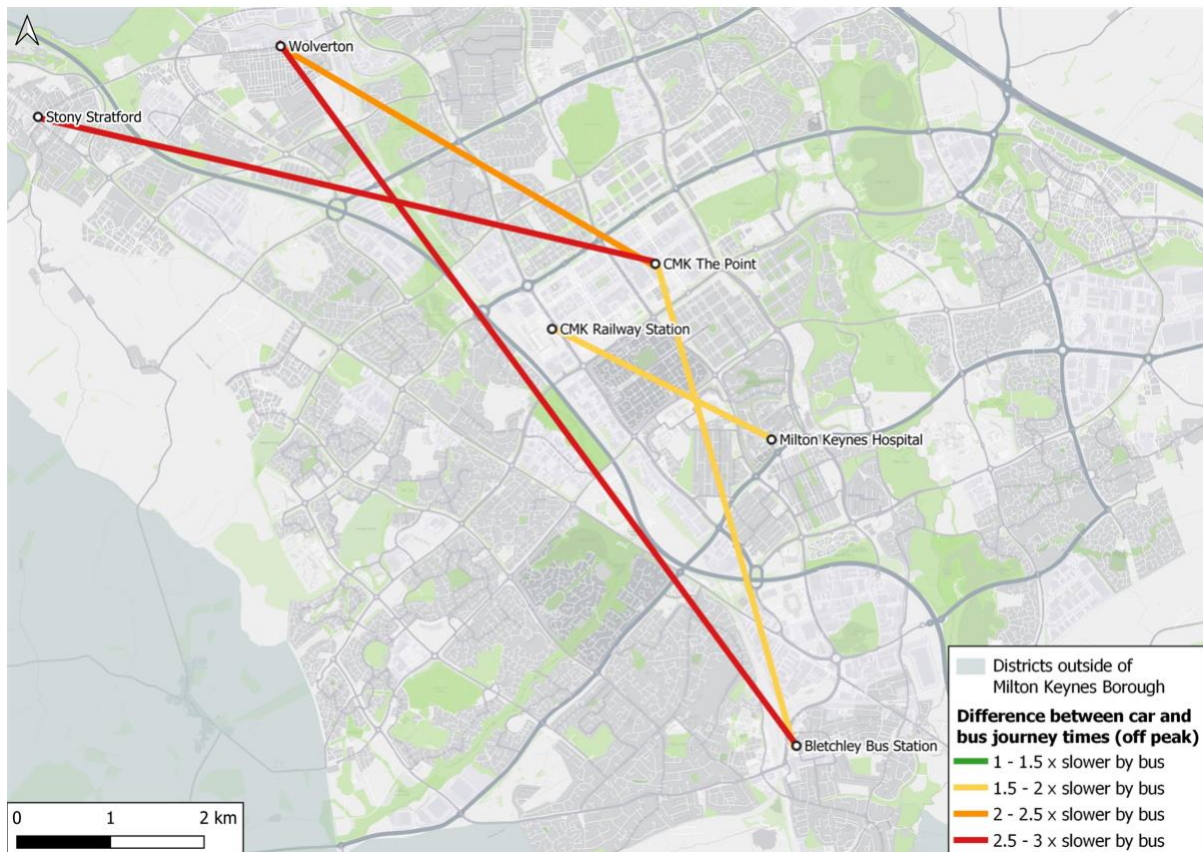 Wolverton
Stony Stratford
CMK The Point
CMK Railway Station
Milton Keynes Hospital
Bletchley Bus Station
Districts outside of
Milton Keynes Borough
Difference between car and
bus journey times (off peak)
1 - 1.5 x slower by bus
1.5 - 2 x slower by bus
2 - 2.5 x slower by bus
2.5 - 3 x slower by bus
0 1 2 km